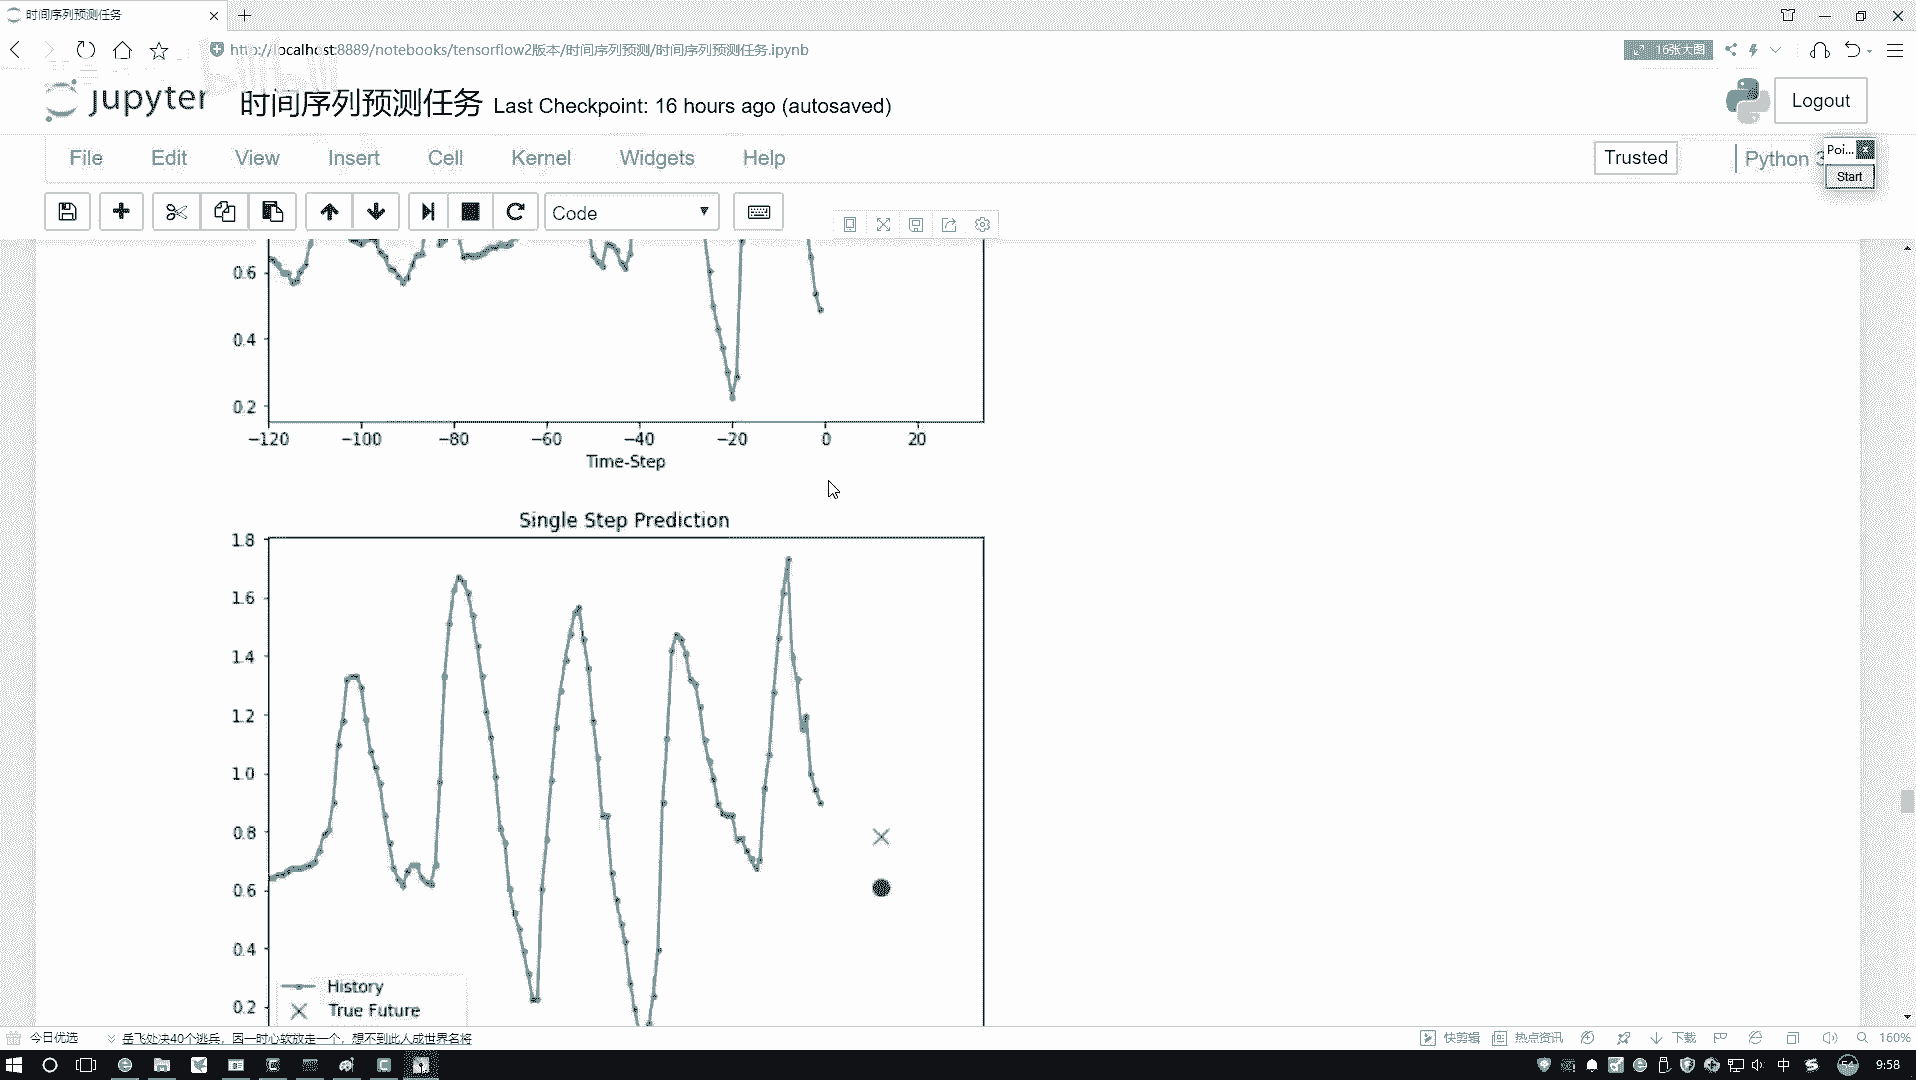 时间序列预测任务
http://localhost:8889/notebooks/tensorflow2版本/时间序列预测/时间序列预测任务.ipynb
16张大图
bilibili
jupyter 时间序列预测任务 Last Checkpoint: 16 hours ago (autosaved)
Logout
File Edit View Insert Cell Kernel Widgets Help
Trusted
Python 3
Poi...
Start
Code
0.6
0.4
0.2
−120 −100 −80 −60 −40 −20 0 20
Time-Step
Single Step Prediction
1.8
1.6
1.4
1.2
1.0
0.8
0.6
0.4
0.2
History
True Future
今日优选
岳飞处决40个逃兵，因一时心软放走一个，想不到此人成世界名将
快剪辑
热点资讯
下载
160%
中
54
9:58